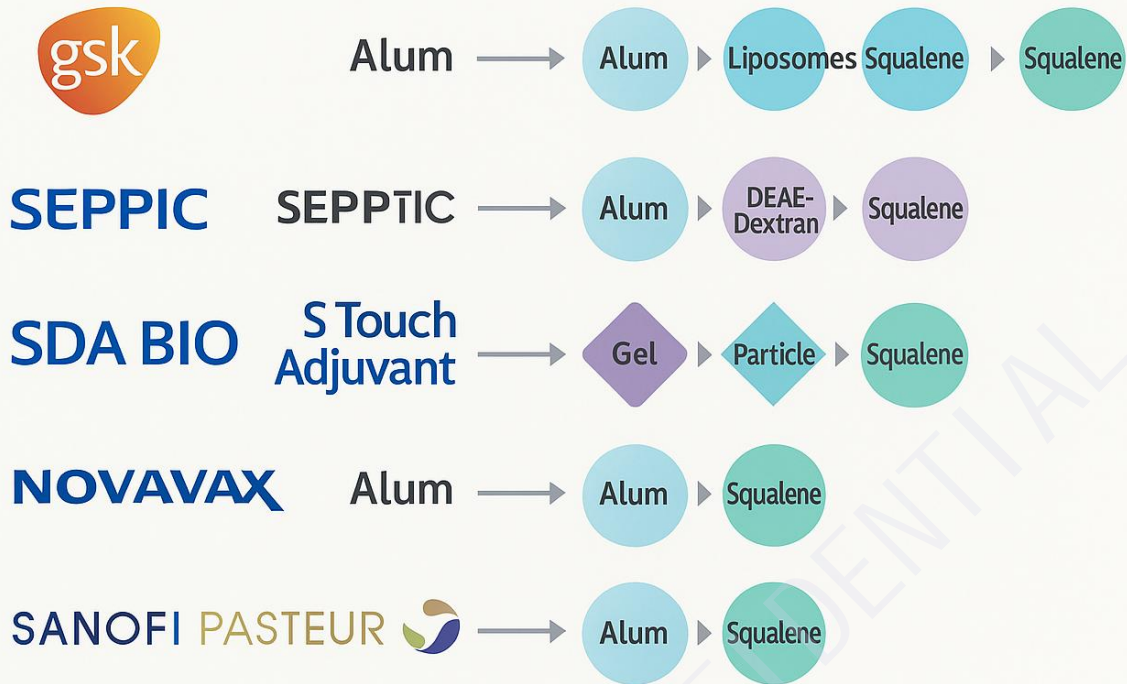 gsk Alum Alum Liposomes Squalene Squalene
SEPPIC SEPPTIC Alum DEAE-
Dextran Squalene
SDA BIO S Touch
Adjuvant Gel Particle Squalene
NOVAVAX Alum Alum Squalene
SANOFI PASTEUR Alum Squalene